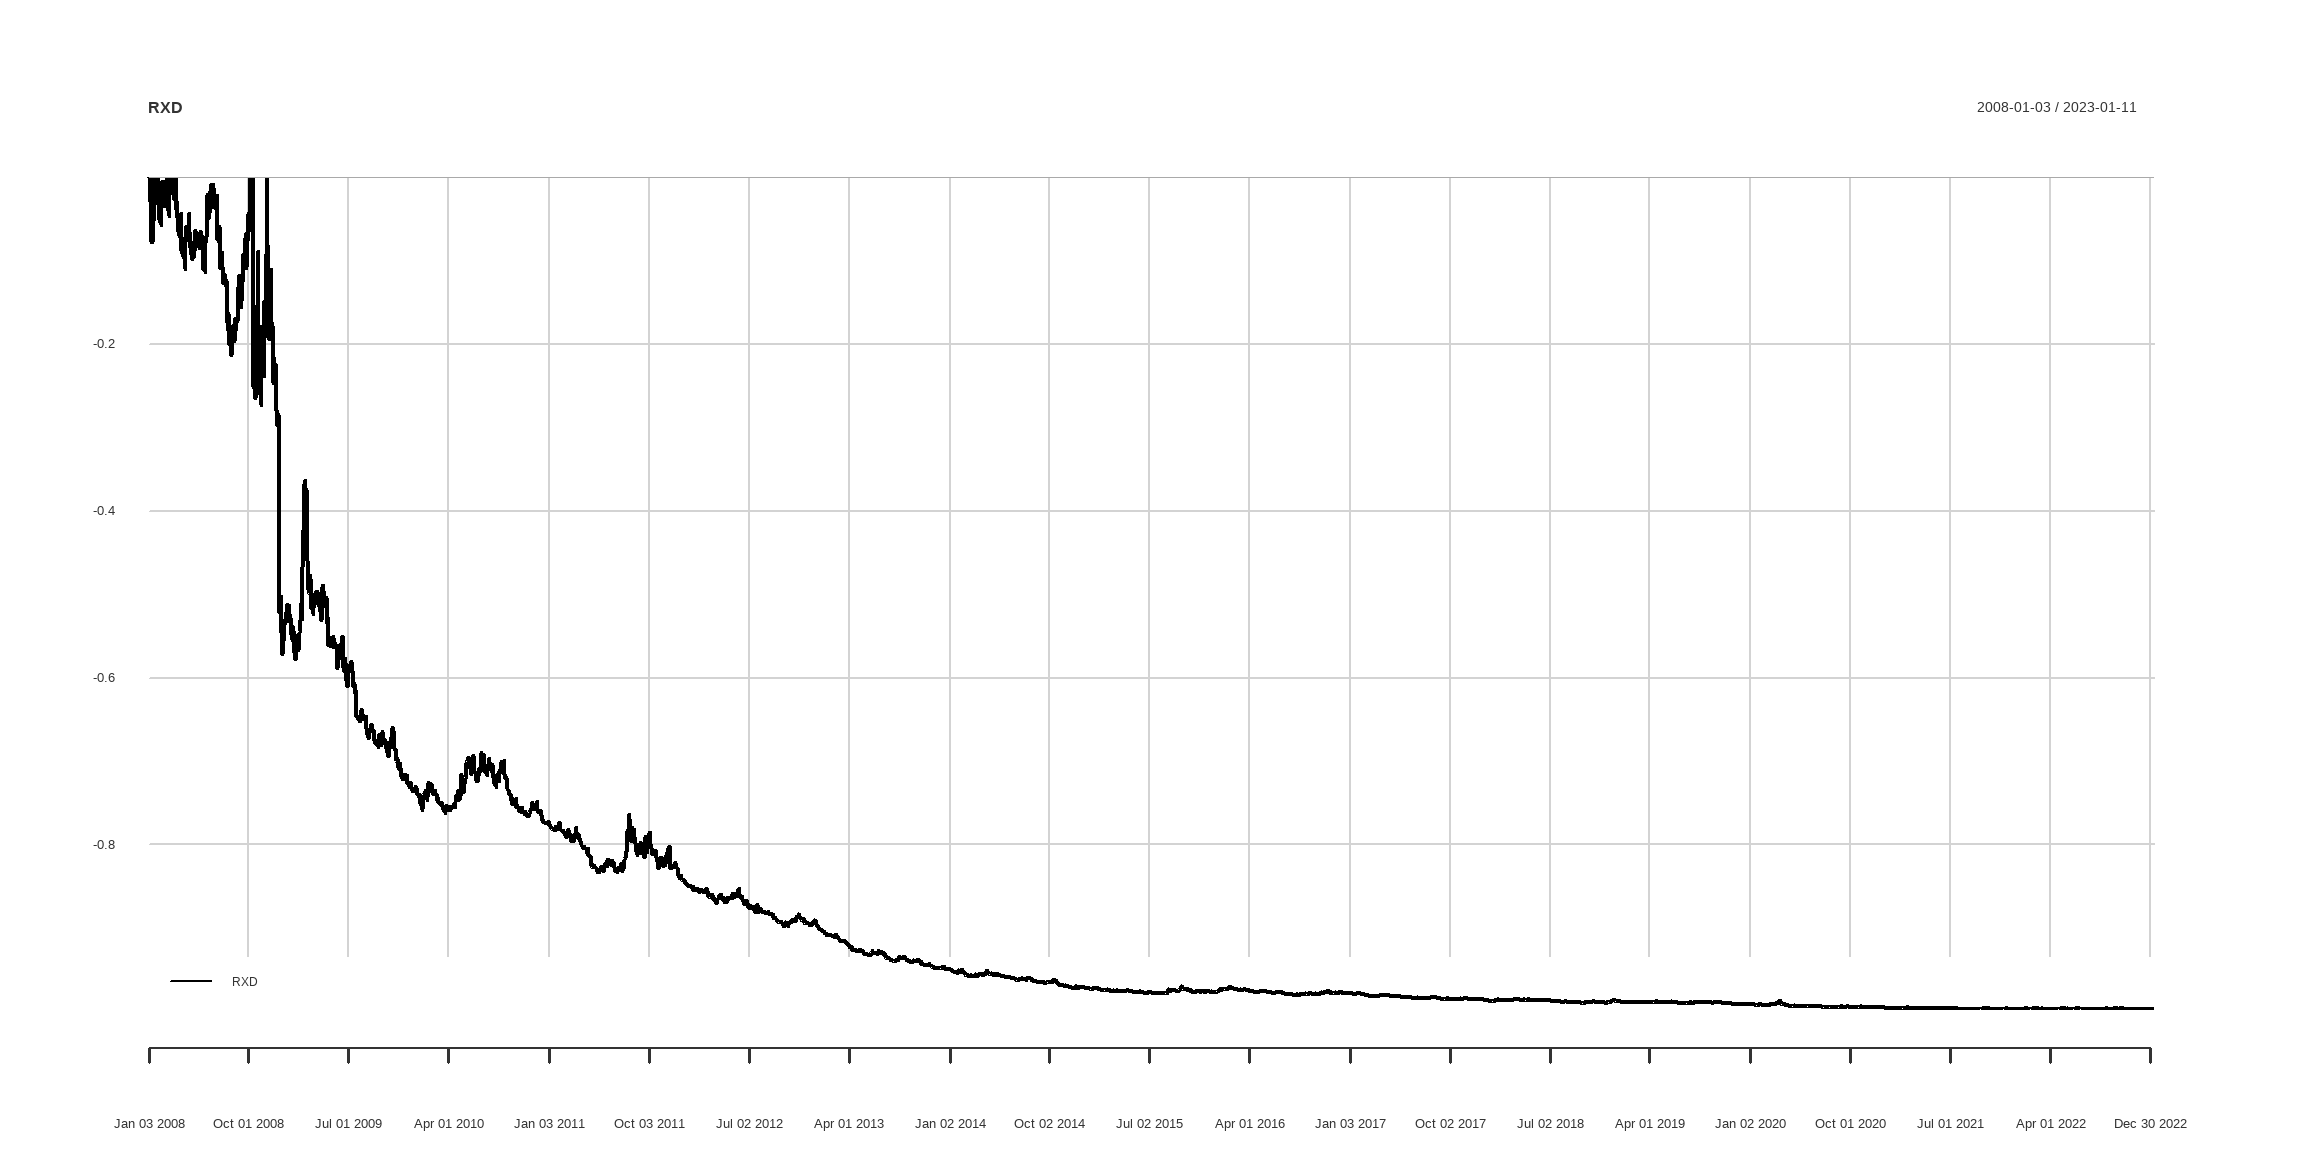 RXD
2008-01-03 / 2023-01-11
-0.2
-0.4
-0.6
-0.8
RXD
Jan 03 2008 Oct 01 2008 Jul 01 2009 Apr 01 2010 Jan 03 2011 Oct 03 2011 Jul 02 2012 Apr 01 2013 Jan 02 2014 Oct 02 2014 Jul 02 2015 Apr 01 2016 Jan 03 2017 Oct 02 2017 Jul 02 2018 Apr 01 2019 Jan 02 2020 Oct 01 2020 Jul 01 2021 Apr 01 2022 Dec 30 2022